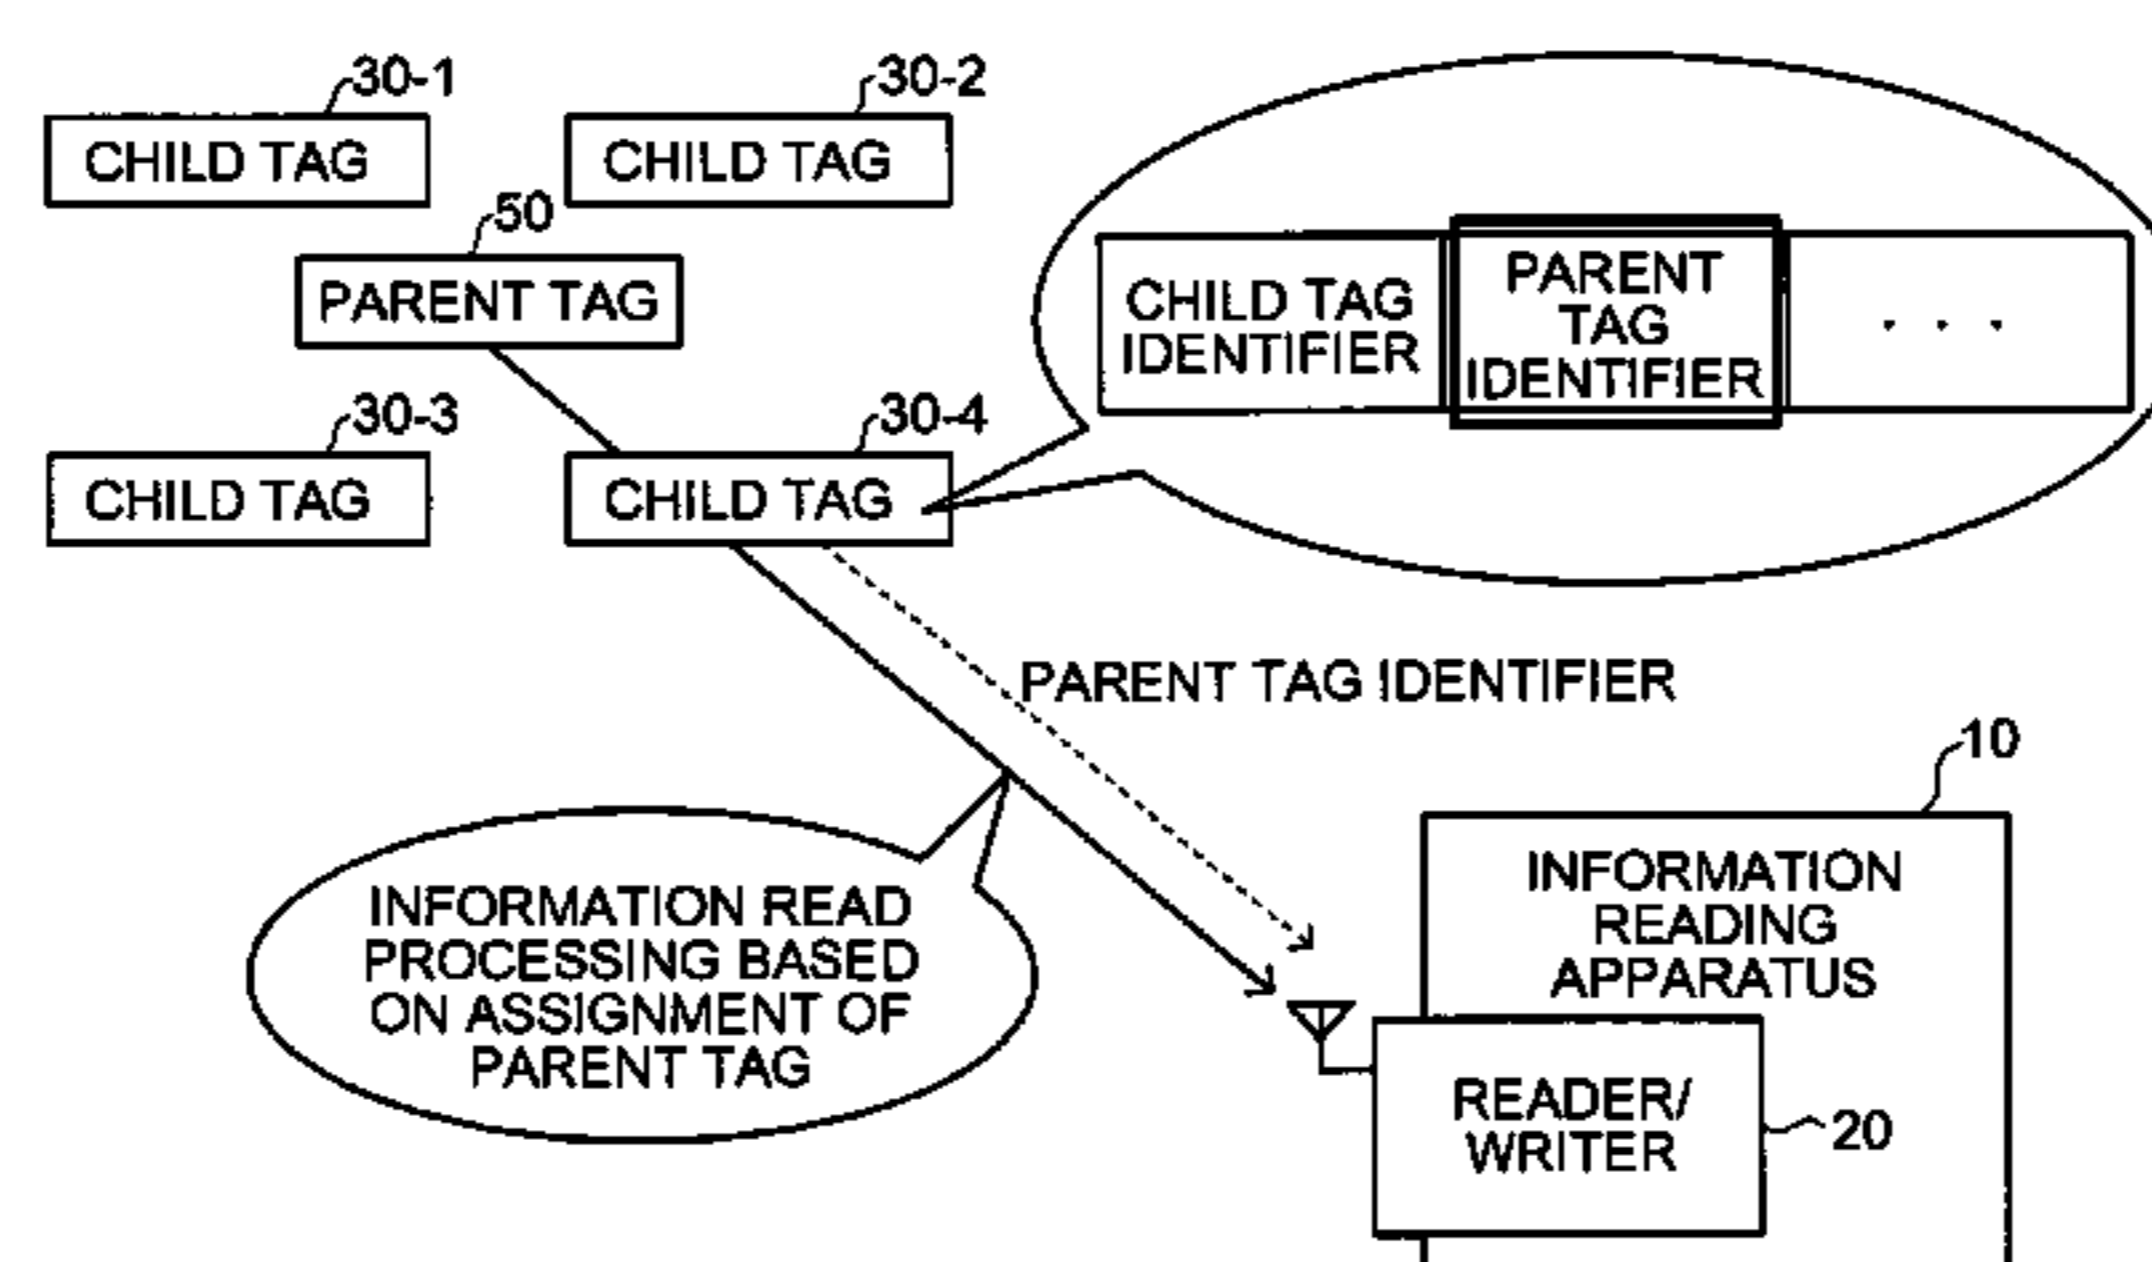 30-1
30-2
CHILD TAG
CHILD TAG
50
PARENT TAG
CHILD TAG
IDENTIFIER
PARENT
TAG
IDENTIFIER
. . .
30-3
30-4
CHILD TAG
CHILD TAG
PARENT TAG IDENTIFIER
10
INFORMATION READ
PROCESSING BASED
ON ASSIGNMENT OF
PARENT TAG
INFORMATION
READING
APPARATUS
READER/
WRITER
20